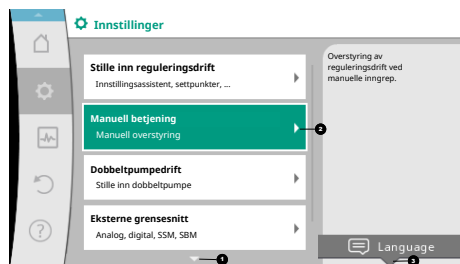 Innstillinger
Stille inn reguleringsdrift
Innstillingsassistent, settpunkter, ...
Manuell betjening
Manuell overstyring
Dobbeltpumpedrift
Stille inn dobbeltpumpe
Eksterne grensesnitt
Analog, digital, SSM, SBM
Overstyring av
reguleringsdrift ved
manuelle inngrep.
2
1
Language
3